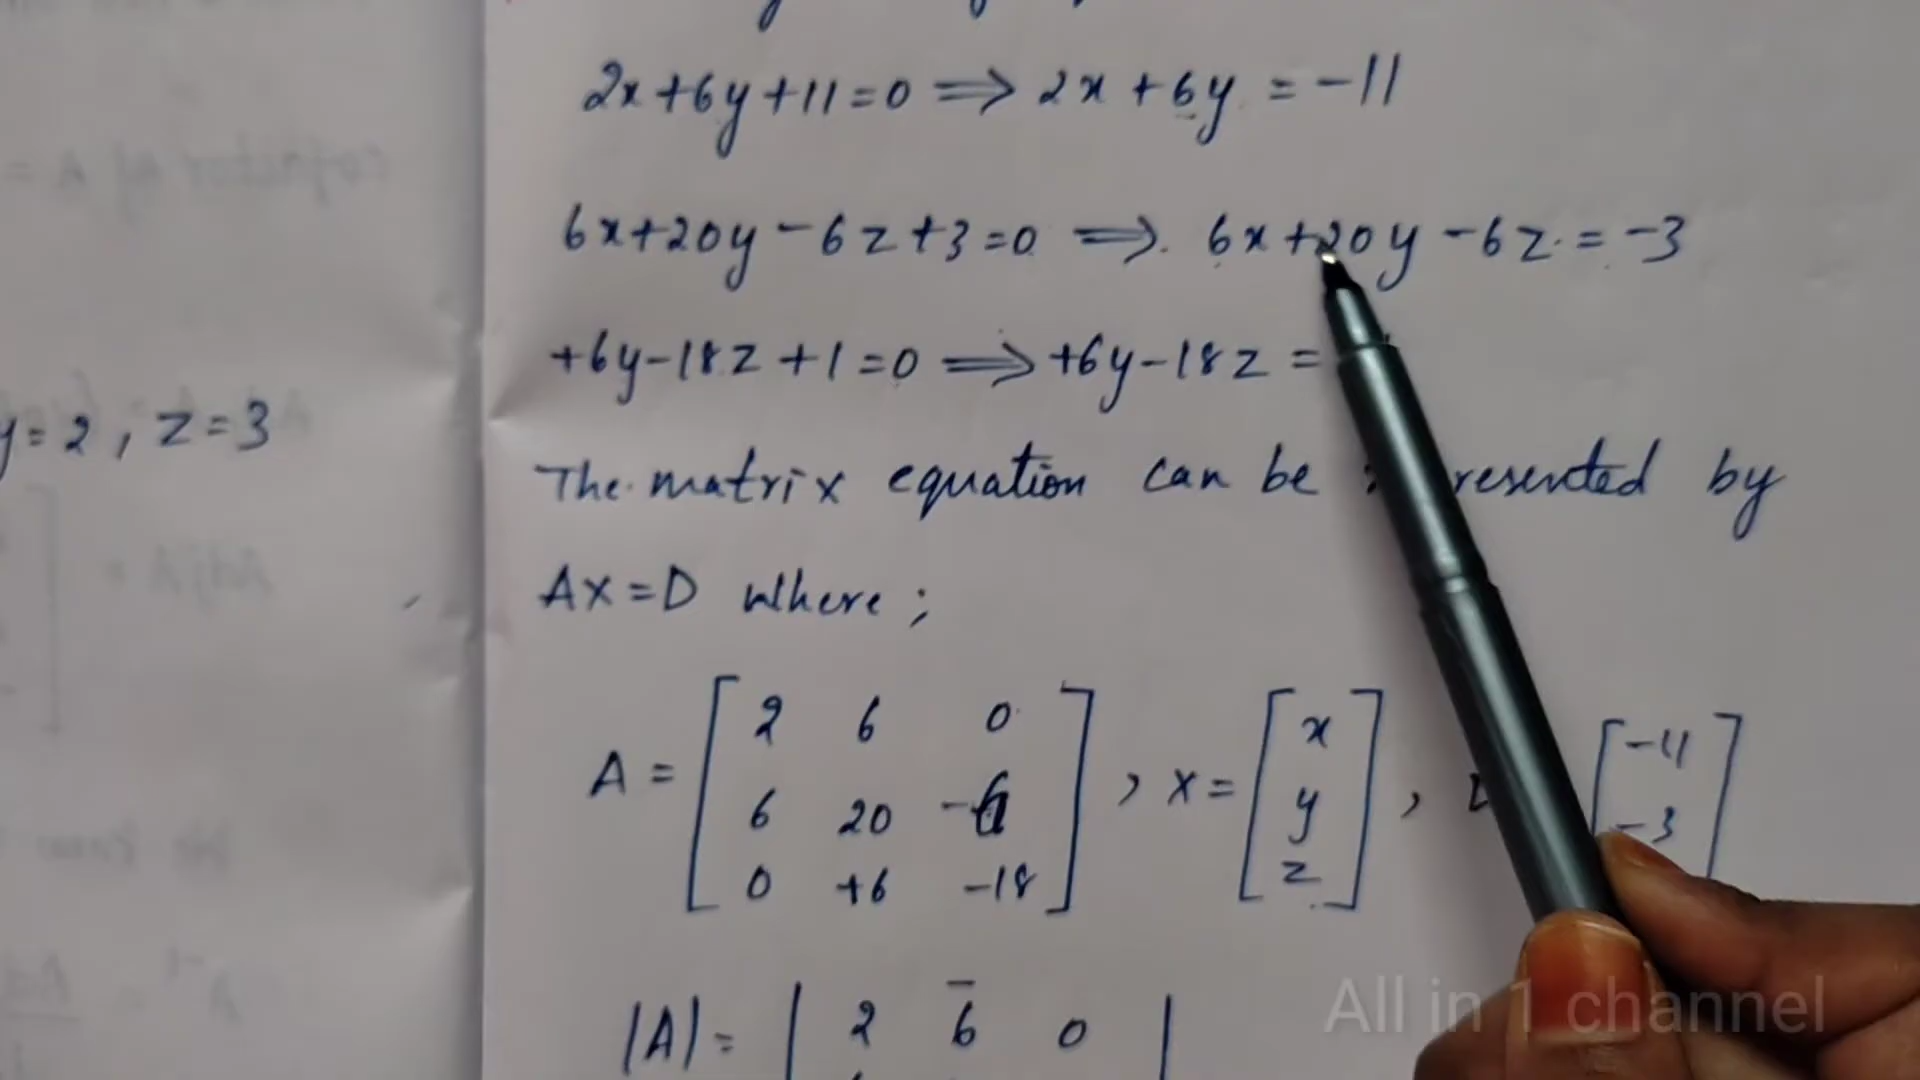 y=2, z=3
2x+6y+11=0 ⟹ 2x+6y = -11
6x+20y-6z+3=0 ⟹ 6x+20y-6z=-3
+6y-18z+1=0 ⟹ +6y-18z =
The matrix equation can be resented by
AX=D where;
A = [2 6 0
6 20 -6
0 +6 -18], X = [x
y
z], [-11
-3
|A| = | 2 6 0 |
All in 1 channel